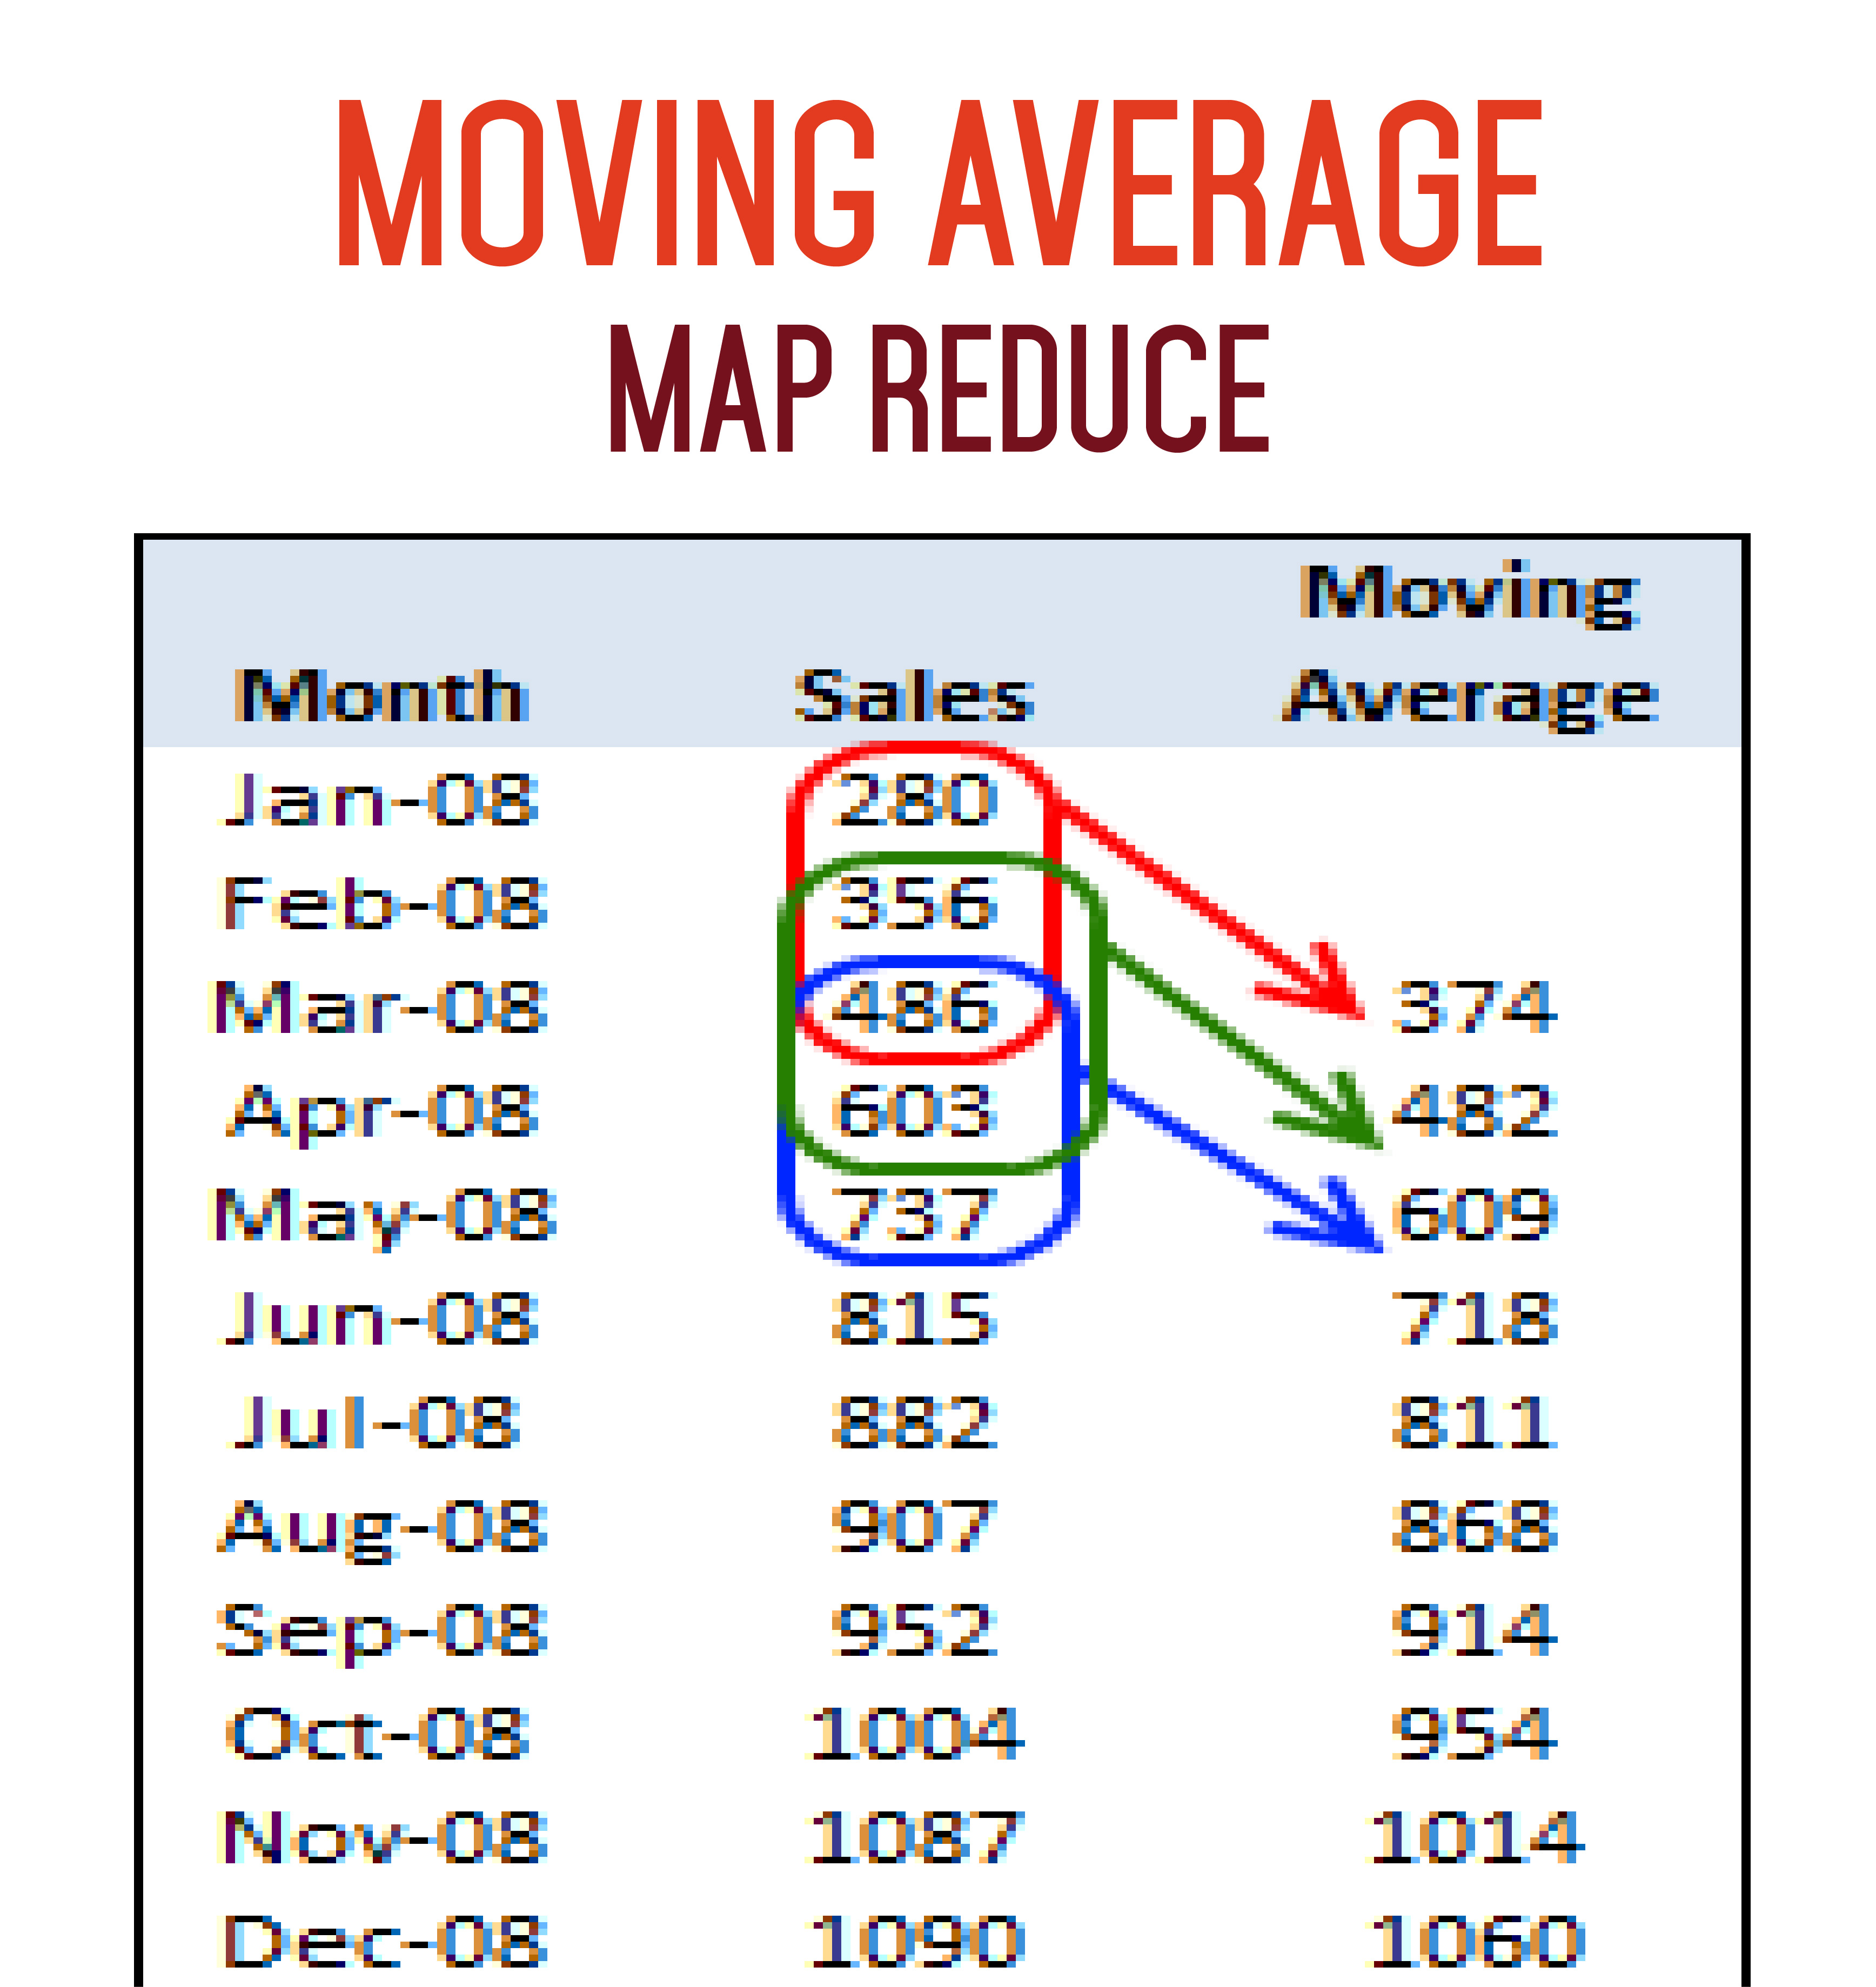 MOVING AVERAGE
MAP REDUCE
Moving
Month Sales Average
Jan-08 280
Feb-08 356
Mar-08 486 374
Apr-08 603 482
May-08 737 609
Jun-08 815 718
Jul-08 882 811
Aug-08 907 868
Sep-08 952 914
Oct-08 1004 954
Nov-08 1087 1014
Dec-08 1090 1060